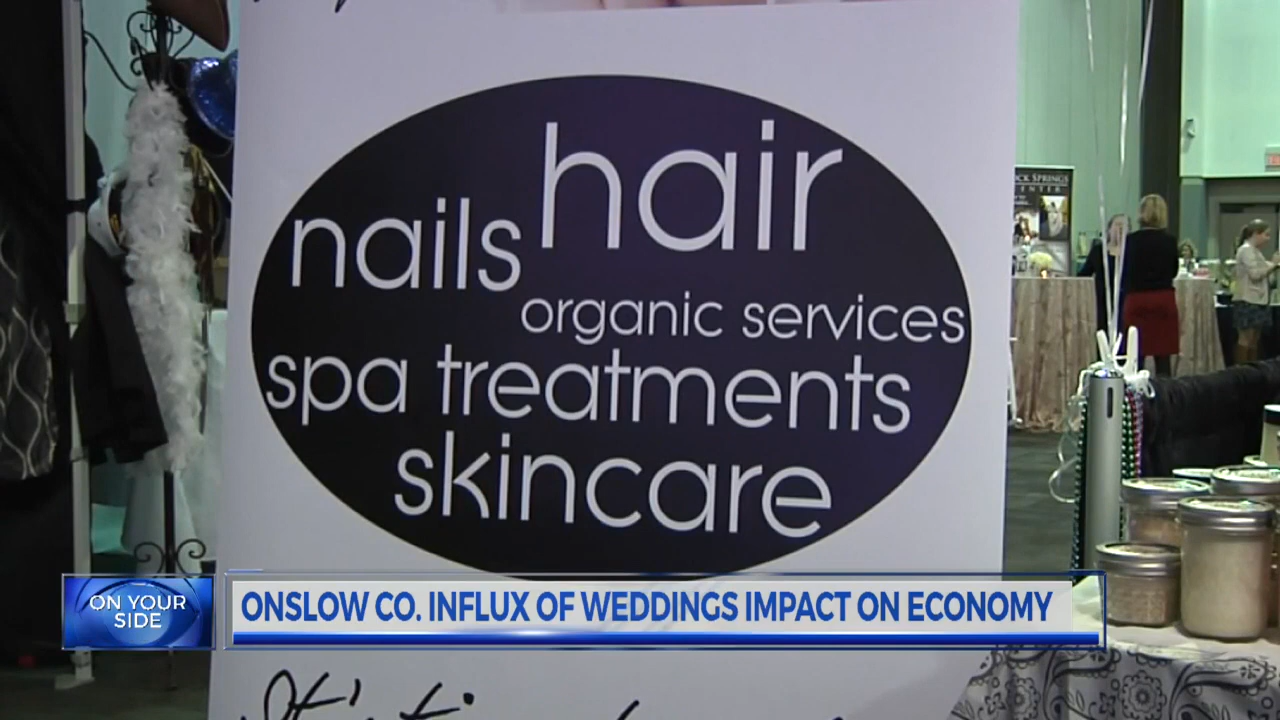 hair
nails
organic services
spa treatments
skincare
ON YOUR
SIDE
ONSLOW CO. INFLUX OF WEDDINGS IMPACT ON ECONOMY